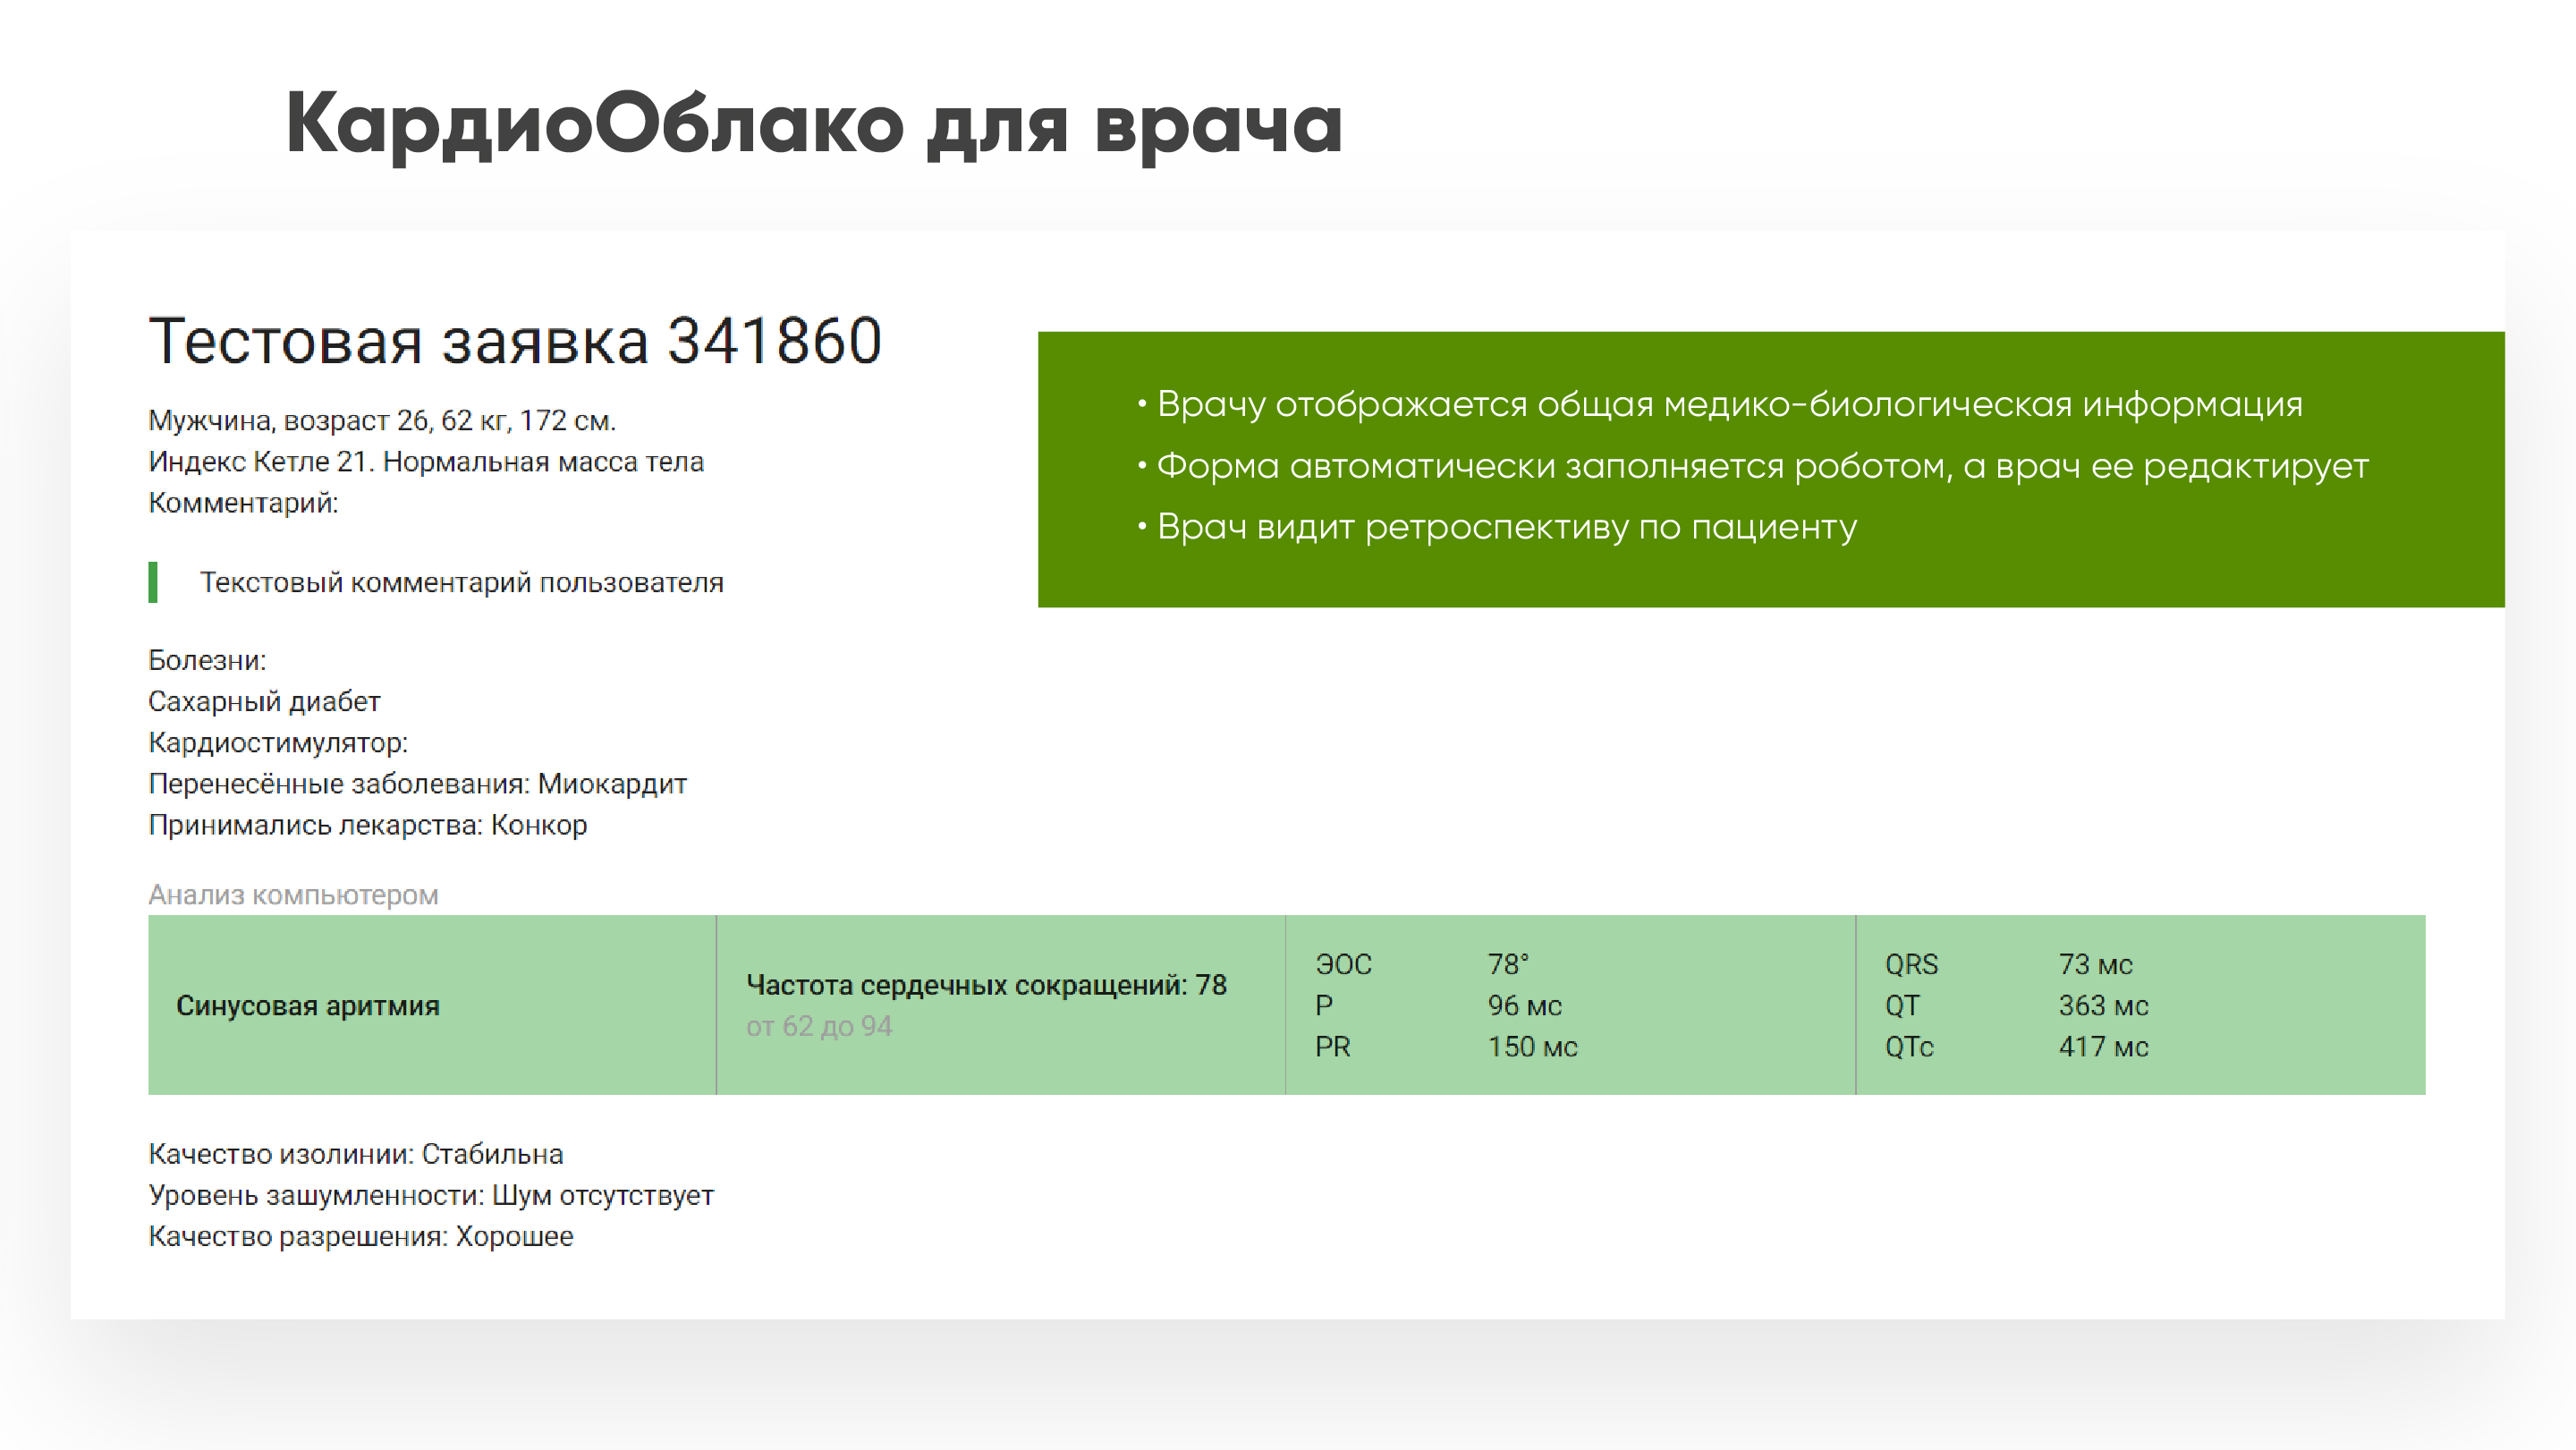 КардиоОблако для врача
Тестовая заявка 341860
Мужчина, возраст 26, 62 кг, 172 см.
Индекс Кетле 21. Нормальная масса тела
Комментарий:
Текстовый комментарий пользователя
• Врачу отображается общая медико-биологическая информация
• Форма автоматически заполняется роботом, а врач ее редактирует
• Врач видит ретроспективу по пациенту
Болезни:
Сахарный диабет
Кардиостимулятор:
Перенесённые заболевания: Миокардит
Принимались лекарства: Конкор
Анализ компьютером
Синусовая аритмия
Частота сердечных сокращений: 78
от 62 до 94
ЭОС 78°
P 96 мс
PR 150 мс
QRS 73 мс
QT 363 мс
QTc 417 мс
Качество изолинии: Стабильна
Уровень зашумленности: Шум отсутствует
Качество разрешения: Хорошее